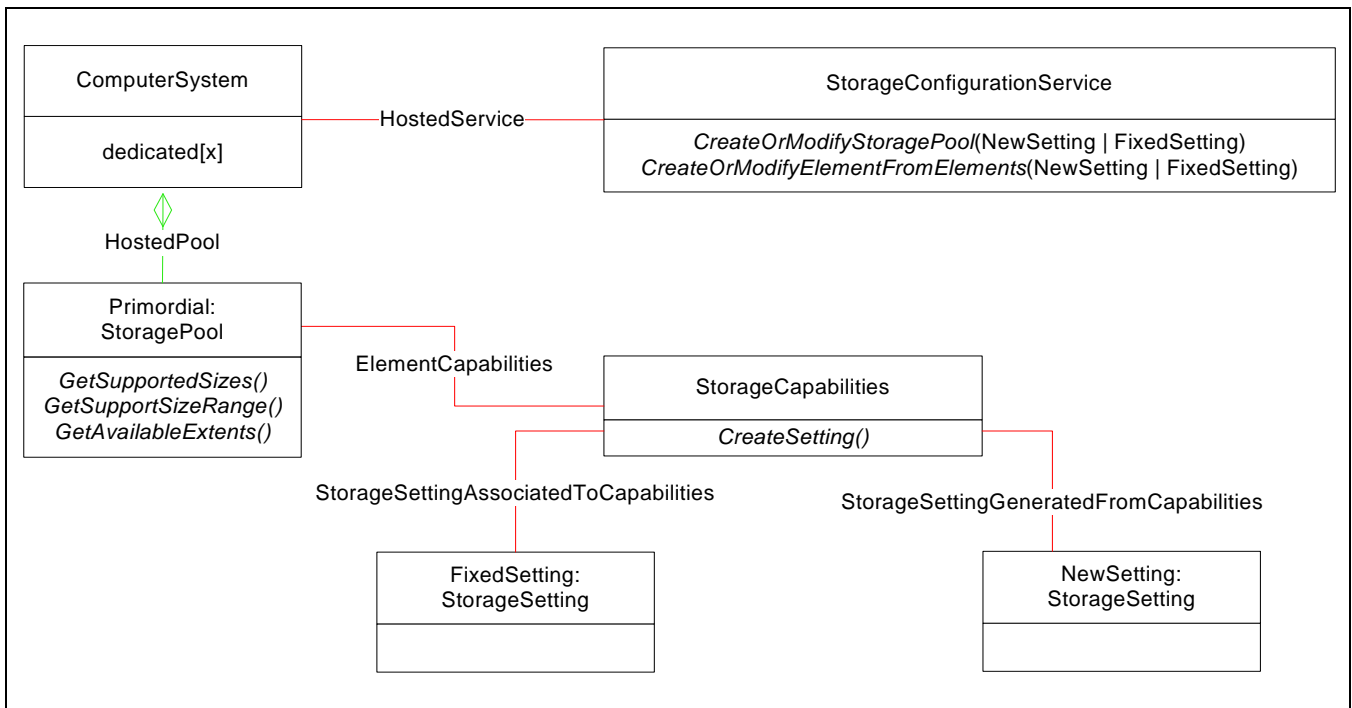 ComputerSystem
dedicated[x]
HostedService
StorageConfigurationService
CreateOrModifyStoragePool(NewSetting | FixedSetting)
CreateOrModifyElementFromElements(NewSetting | FixedSetting)
HostedPool
Primordial:
StoragePool
GetSupportedSizes()
GetSupportSizeRange()
GetAvailableExtents()
ElementCapabilities
StorageCapabilities
CreateSetting()
StorageSettingAssociatedToCapabilities
StorageSettingGeneratedFromCapabilities
FixedSetting:
StorageSetting
NewSetting:
StorageSetting